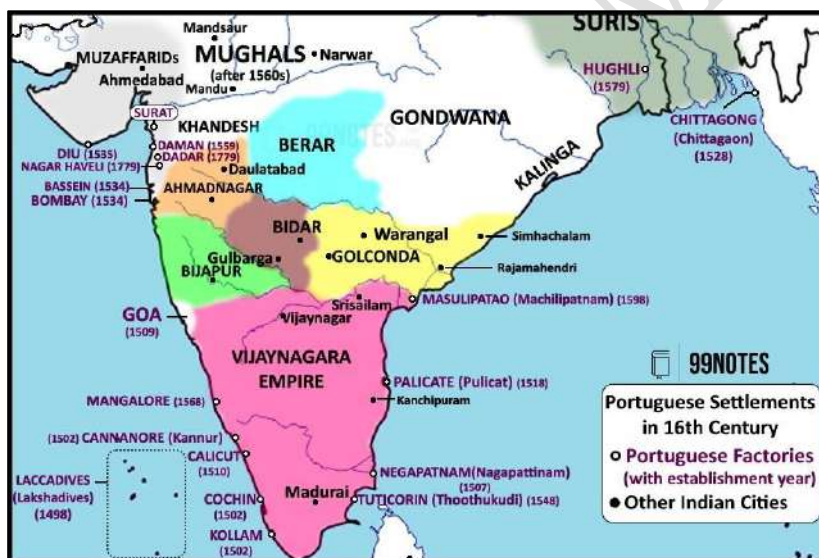 Mandsaur
SURIS
MUZAFFARIDs
MUGHALS
Narwar
Ahmedabad
(after 1560s)
HUGHLI
(1579)
Mandu
GONDWANA
SURAT
CHITTAGONG
(Chittagaon)
1528
KHANDESH
BERAR
99NOTES
DIU (1535)
DAMAN (1559)
DADAR (1779)
NAGAR HAVELI (1779)
Daulatabad
KALINGA
BASSEIN (1534)
AHMADNAGAR
BOMBAY (1534)
BIDAR
Warangal
Simhachalam
Gulbarga
GOLCONDA
BIJAPUR
Rajamahendri
Srisailam
MASULIPATAO (Machilipatnam) (1598)
GOA
(1509)
Vijaynagar
99NOTES
VIJAYNAGARA
EMPIRE
PALICATE (Pulicat) (1518)
Kanchipuram
MANGALORE (1568)
Portuguese Settlements
in 16th Century
(1502) CANNANORE (Kannur)
Portuguese Factories
(with establishment year)
CALICUT
(1510)
NEGAPATNAM(Nagapattinam)
(1507)
LACCADIVES
(Lakshadives)
(1498)
Other Indian Cities
COCHIN
(1502)
Madurai
TUTICORIN (Thoothukudi) (1548)
KOLLAM
(1502)